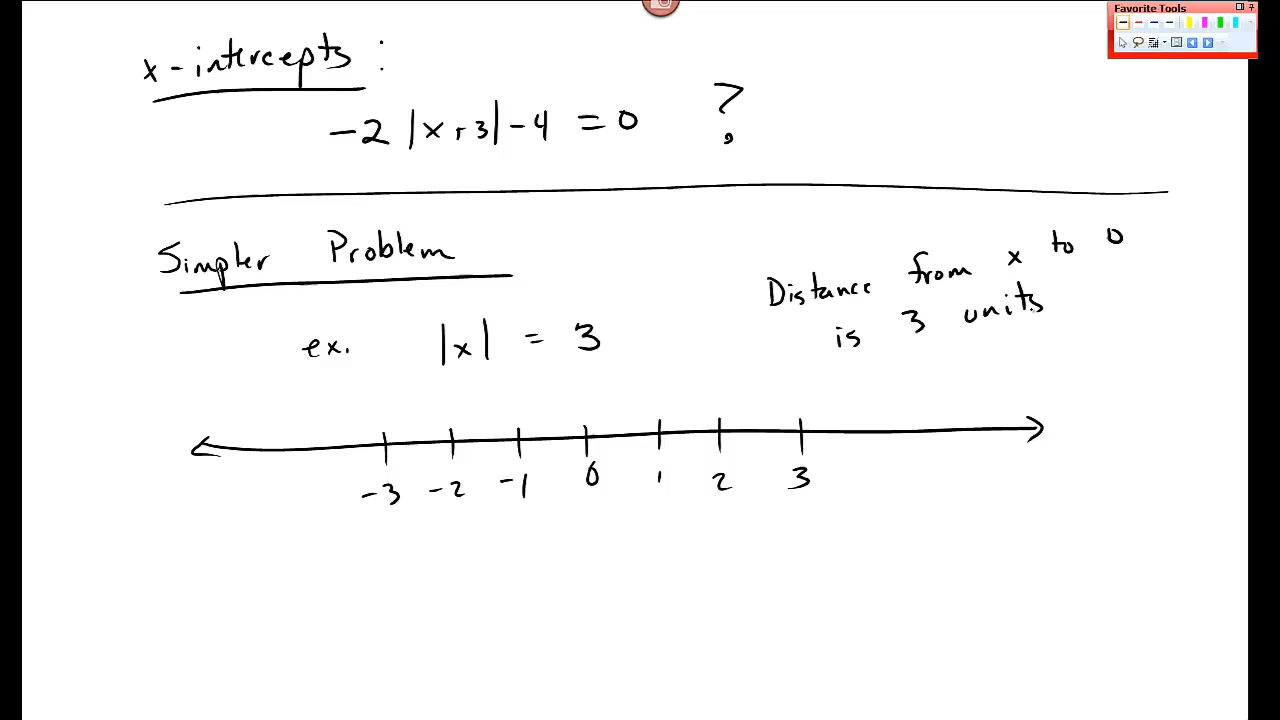 Favorite Tools
x-intercepts:
-2 |x+3| -4 = 0 ?
Simpler Problem
Distance from x to 0
is 3 units
ex. |x| = 3
-3 -2 -1 0 1 2 3